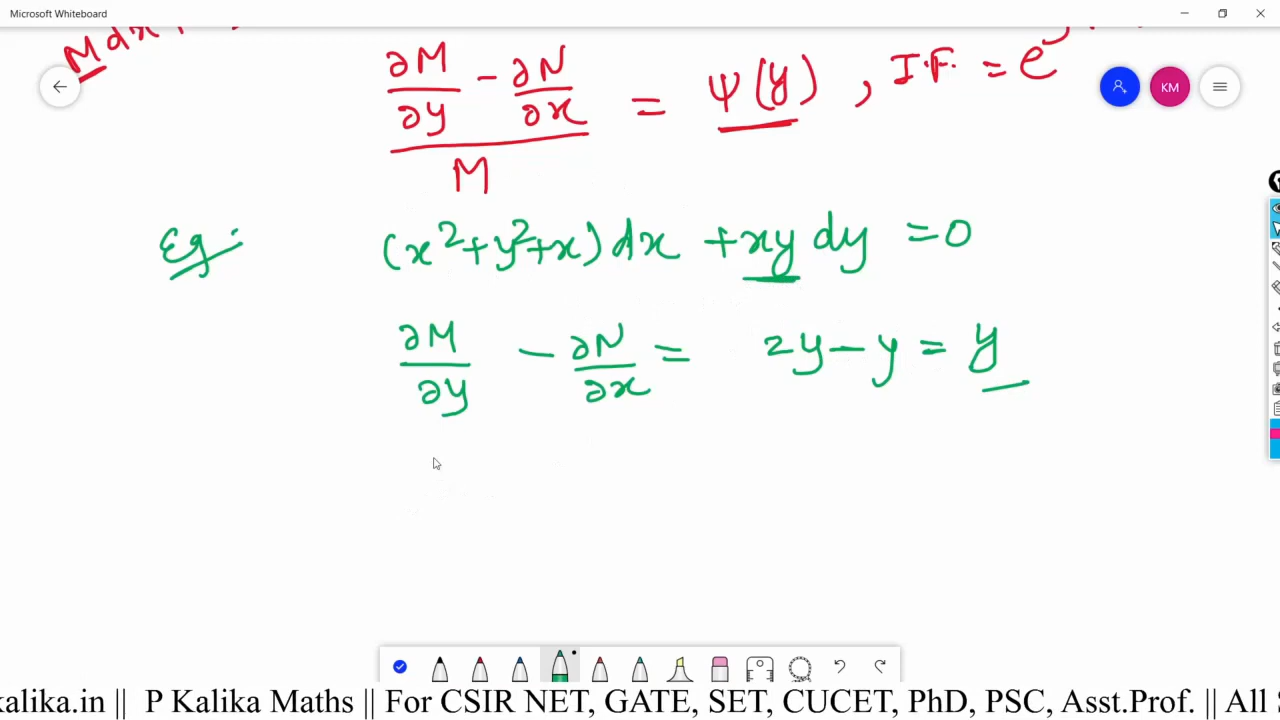 Microsoft Whiteboard
M dx
∂M/∂y - ∂N/∂x / M = ψ(y) , I.F. = e
KM
Eg: (x²+y²+x) dx + xy dy = 0
∂M/∂y - ∂N/∂x = 2y - y = y
kalika.in || P Kalika Maths || For CSIR NET, GATE, SET, CUCET, PhD, PSC, Asst.Prof. || All